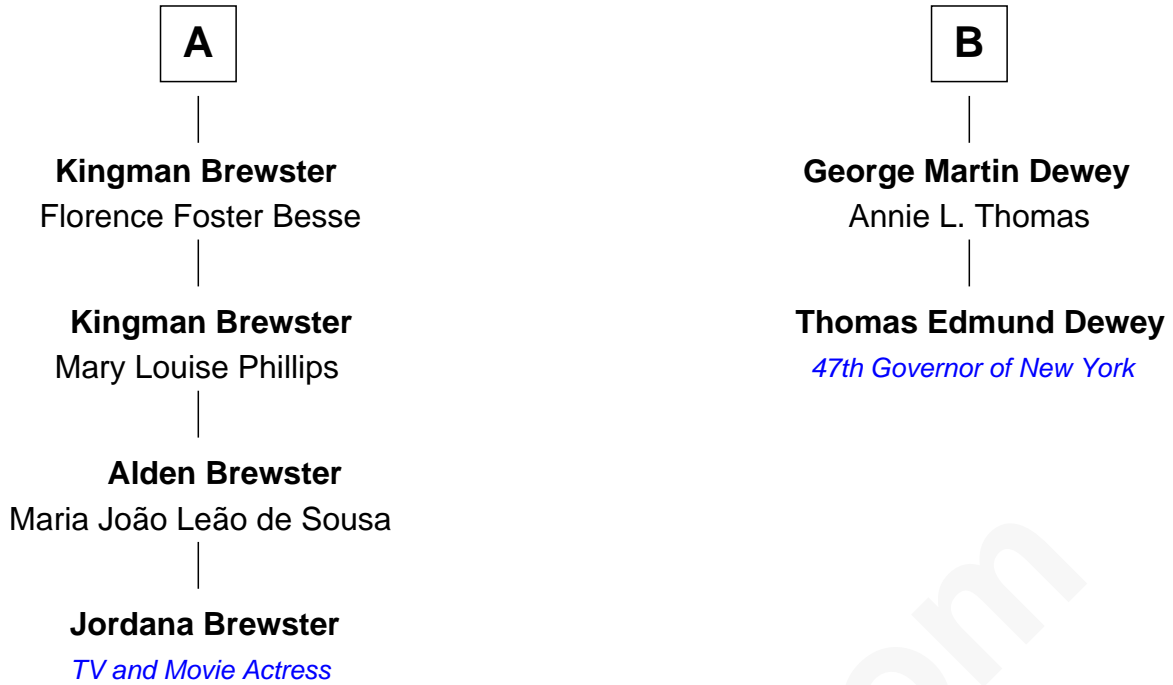 A
Kingman Brewster
Florence Foster Besse
Kingman Brewster
Mary Louise Phillips
Alden Brewster
Maria João Leão de Sousa
Jordana Brewster
TV and Movie Actress
B
George Martin Dewey
Annie L. Thomas
Thomas Edmund Dewey
47th Governor of New York
om